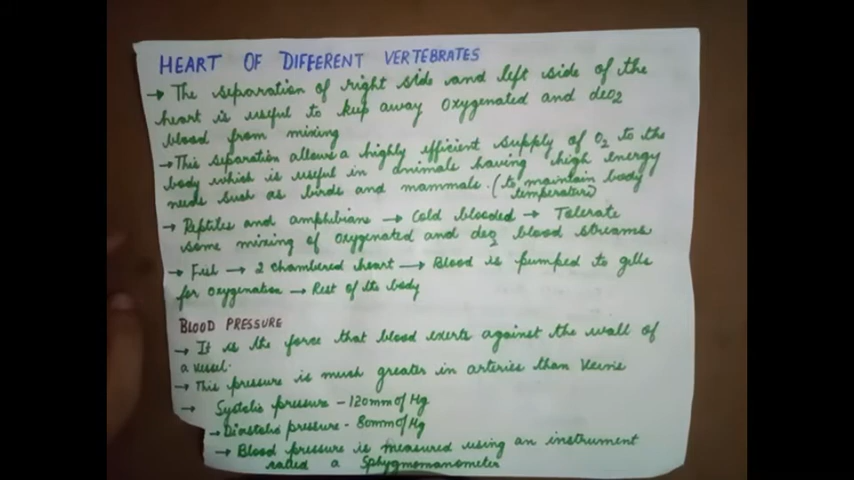 HEART OF DIFFERENT VERTEBRATES
→ The separation of right side and left side of the
heart is useful to keep away Oxygenated and deO2
blood from mixing
→ This separation allows a highly efficient supply of O2 to the
body which is useful in animals having high energy
needs such as birds and mammals. (to maintain body
temperature)
→ Reptiles and amphibians → Cold blooded → Tolerate
some mixing of oxygenated and deo2 blood streams
→ Fish → 2 chambered heart → Blood is pumped to gills
for oxygenation → Rest of the body
BLOOD PRESSURE
→ It is the force that blood exerts against the wall of
a vessel.
→ This pressure is much greater in arteries than Veins
→ Systolic pressure - 120mm of Hg
→ Diastolic pressure - 80mm of Hg
→ Blood pressure is measured using an instrument
called a Sphygmomanometer